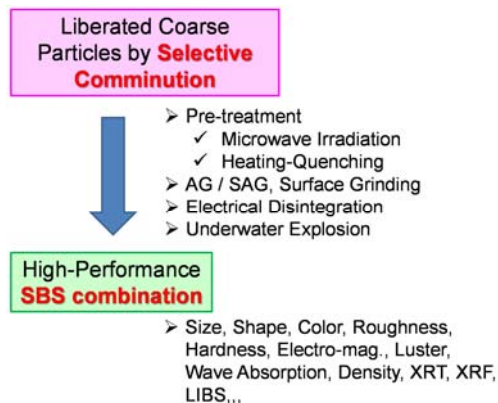 Liberated Coarse
Particles by Selective
Comminution
➢ Pre-treatment
✓ Microwave Irradiation
✓ Heating-Quenching
➢ AG / SAG, Surface Grinding
➢ Electrical Disintegration
➢ Underwater Explosion
High-Performance
SBS combination
➢ Size, Shape, Color, Roughness,
Hardness, Electro-mag., Luster,
Wave Absorption, Density, XRT, XRF,
LIBS,,,